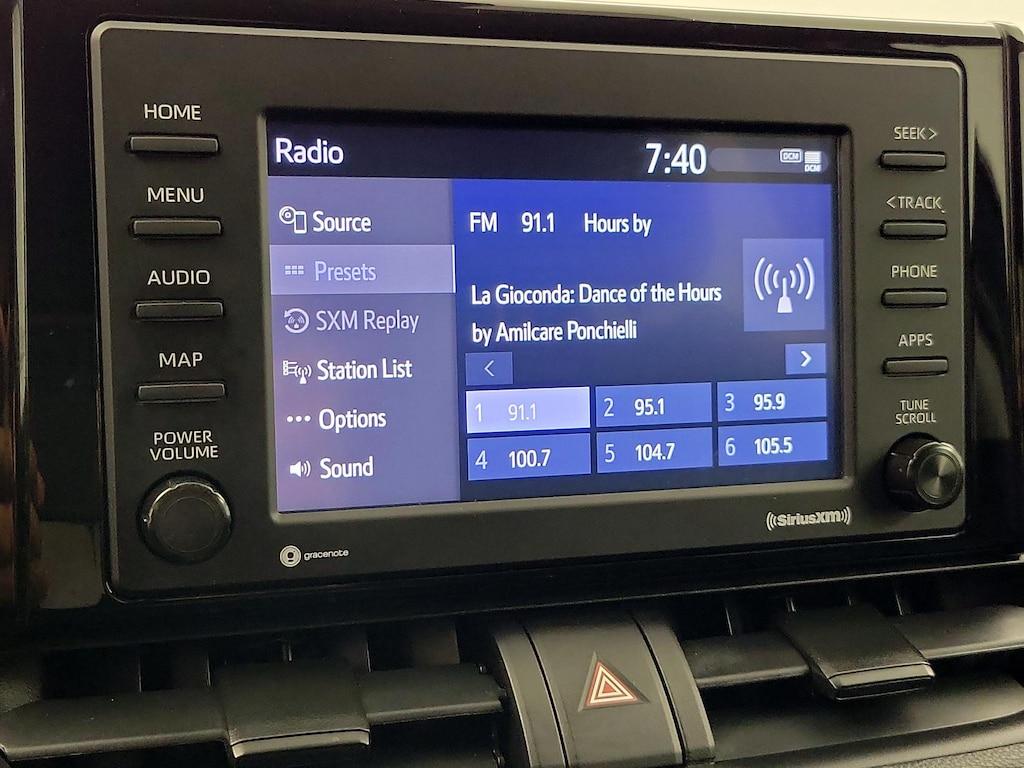 HOME
MENU
AUDIO
MAP
POWER
VOLUME
Radio
7:40
DCM
DCM
Source
Presets
SXM Replay
Station List
Options
Sound
FM 91.1 Hours by
La Gioconda: Dance of the Hours
by Amilcare Ponchielli
<
>
1 91.1
2 95.1
3 95.9
4 100.7
5 104.7
6 105.5
SEEK >
< TRACK
PHONE
APPS
TUNE
SCROLL
gracenote
((SiriusXM))